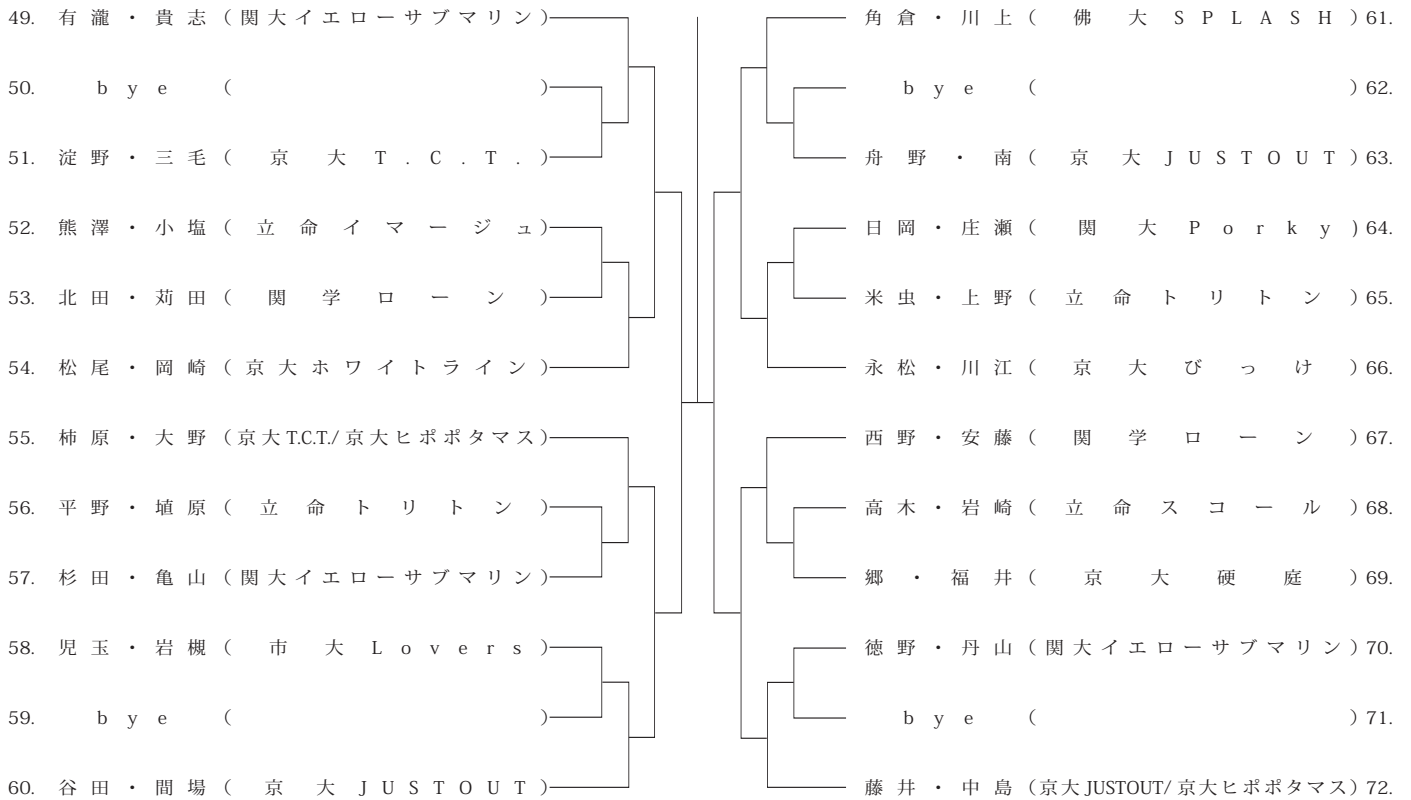 49. 有瀧・貴志(関大イエローサブマリン)
50. bye ( )
51. 淀野・三毛(京大T.C.T.)
52. 熊澤・小塩(立命イマージュ)
53. 北田・苅田(関学ローン)
54. 松尾・岡崎(京大ホワイトライン)
55. 柿原・大野(京大T.C.T./京大ヒポポタマス)
56. 平野・埴原(立命トリトン)
57. 杉田・亀山(関大イエローサブマリン)
58. 児玉・岩槻(市大Lovers)
59. bye ( )
60. 谷田・間場(京大JUSTOUT)
角倉・川上(佛大SPLASH)61.
bye ( )62.
舟野・南(京大JUSTOUT)63.
日岡・庄瀬(関大Porky)64.
米虫・上野(立命トリトン)65.
永松・川江(京大びっけ)66.
西野・安藤(関学ローン)67.
高木・岩崎(立命スコール)68.
郷・福井(京大硬庭)69.
徳野・丹山(関大イエローサブマリン)70.
bye ( )71.
藤井・中島(京大JUSTOUT/京大ヒポポタマス)72.